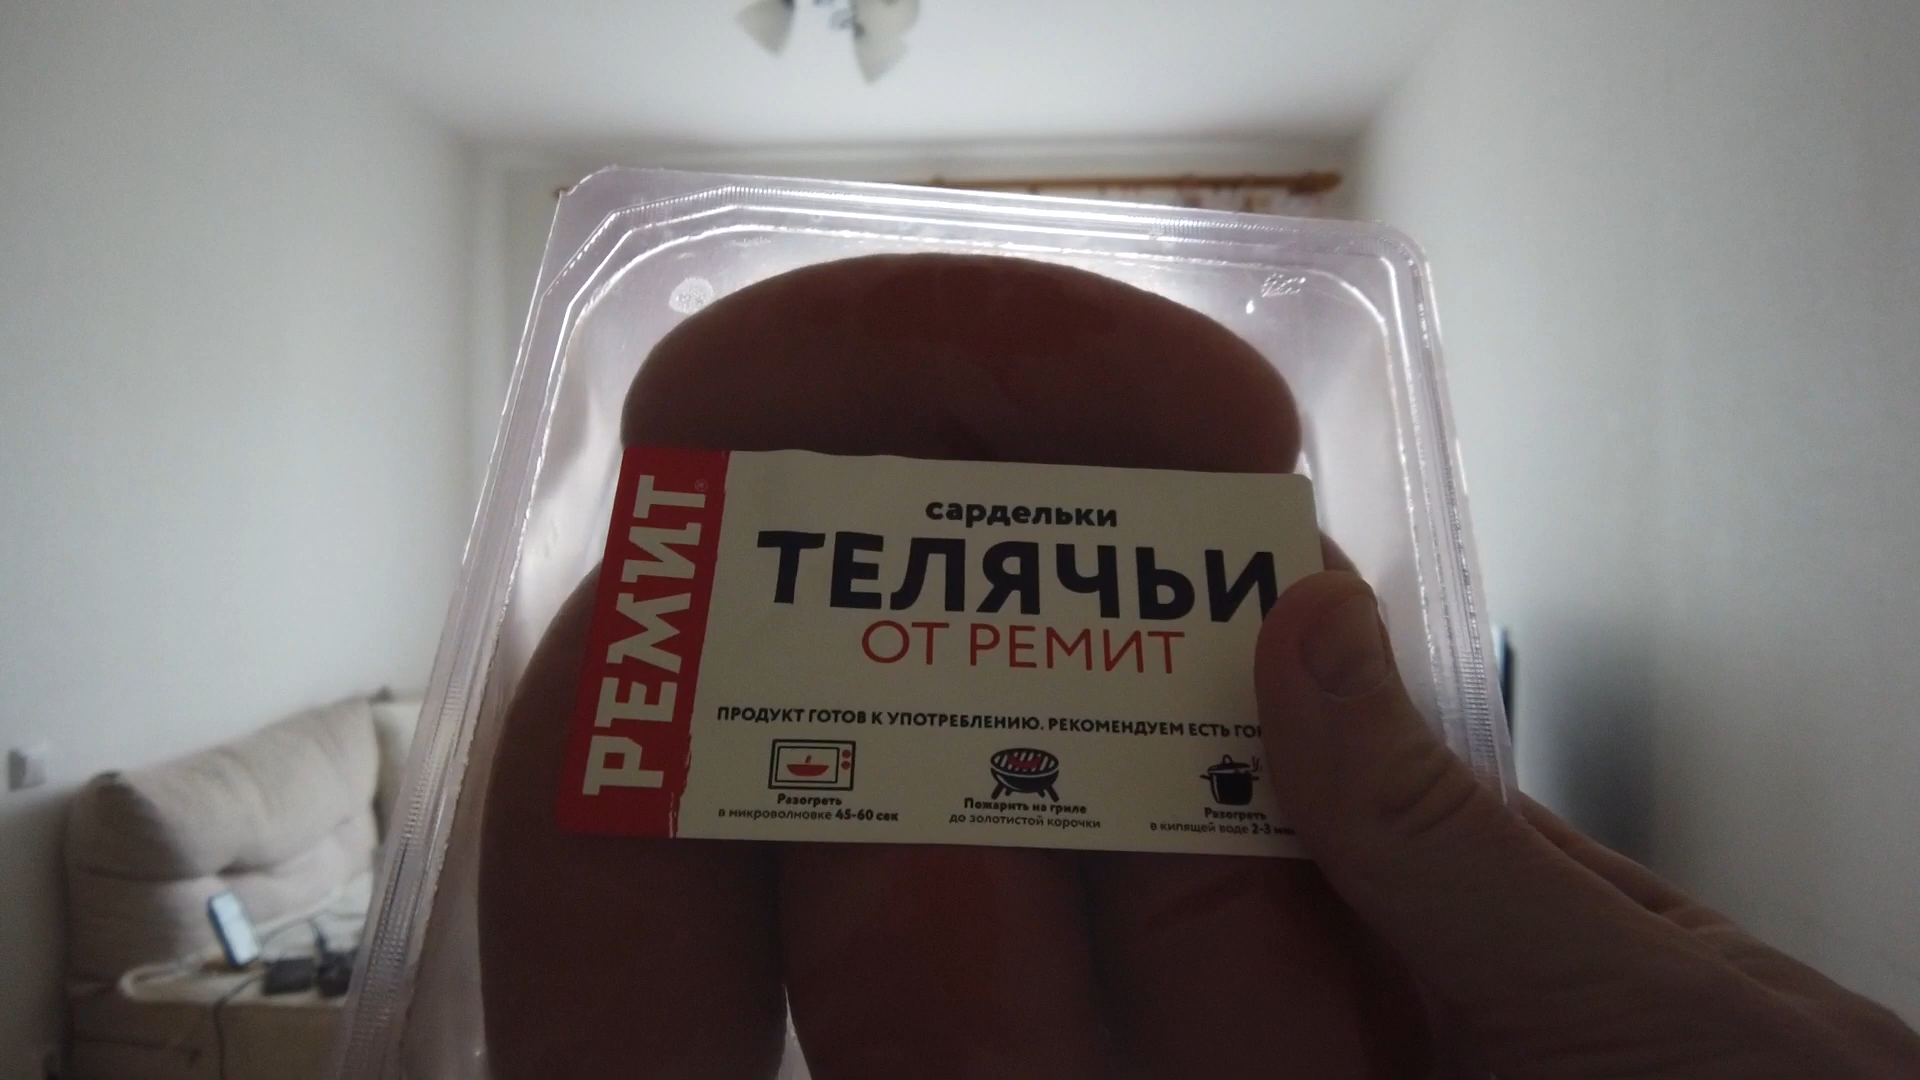 РЕМИТ®
сардельки
ТЕЛЯЧЬИ
ОТ РЕМИТ
ПРОДУКТ ГОТОВ К УПОТРЕБЛЕНИЮ. РЕКОМЕНДУЕМ ЕСТЬ
Разогреть
в микроволновке 45-60 сек
Пожарить на гриле
до золотистой корочки
Разогреть
в кипящей воде 2-3